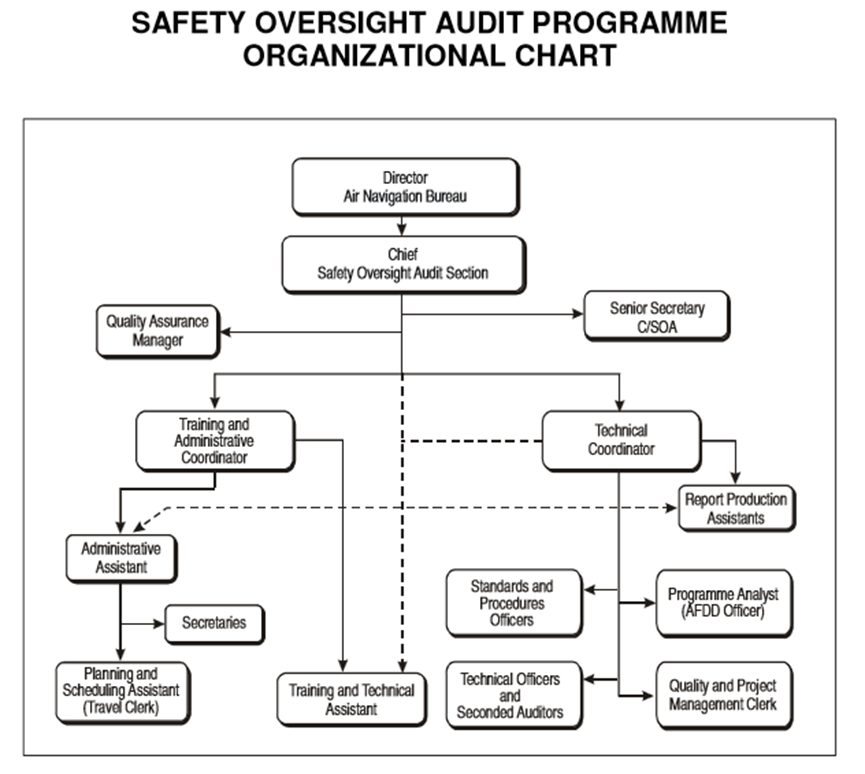 SAFETY OVERSIGHT AUDIT PROGRAMME
ORGANIZATIONAL CHART
Director
Air Navigation Bureau
Chief
Safety Oversight Audit Section
Quality Assurance
Manager
Senior Secretary
C/SOA
Training and
Administrative
Coordinator
Technical
Coordinator
Report Production
Assistants
Administrative
Assistant
Secretaries
Planning and
Scheduling Assistant
(Travel Clerk)
Training and Technical
Assistant
Standards and
Procedures
Officers
Programme Analyst
(AFDD Officer)
Technical Officers
and
Seconded Auditors
Quality and Project
Management Clerk